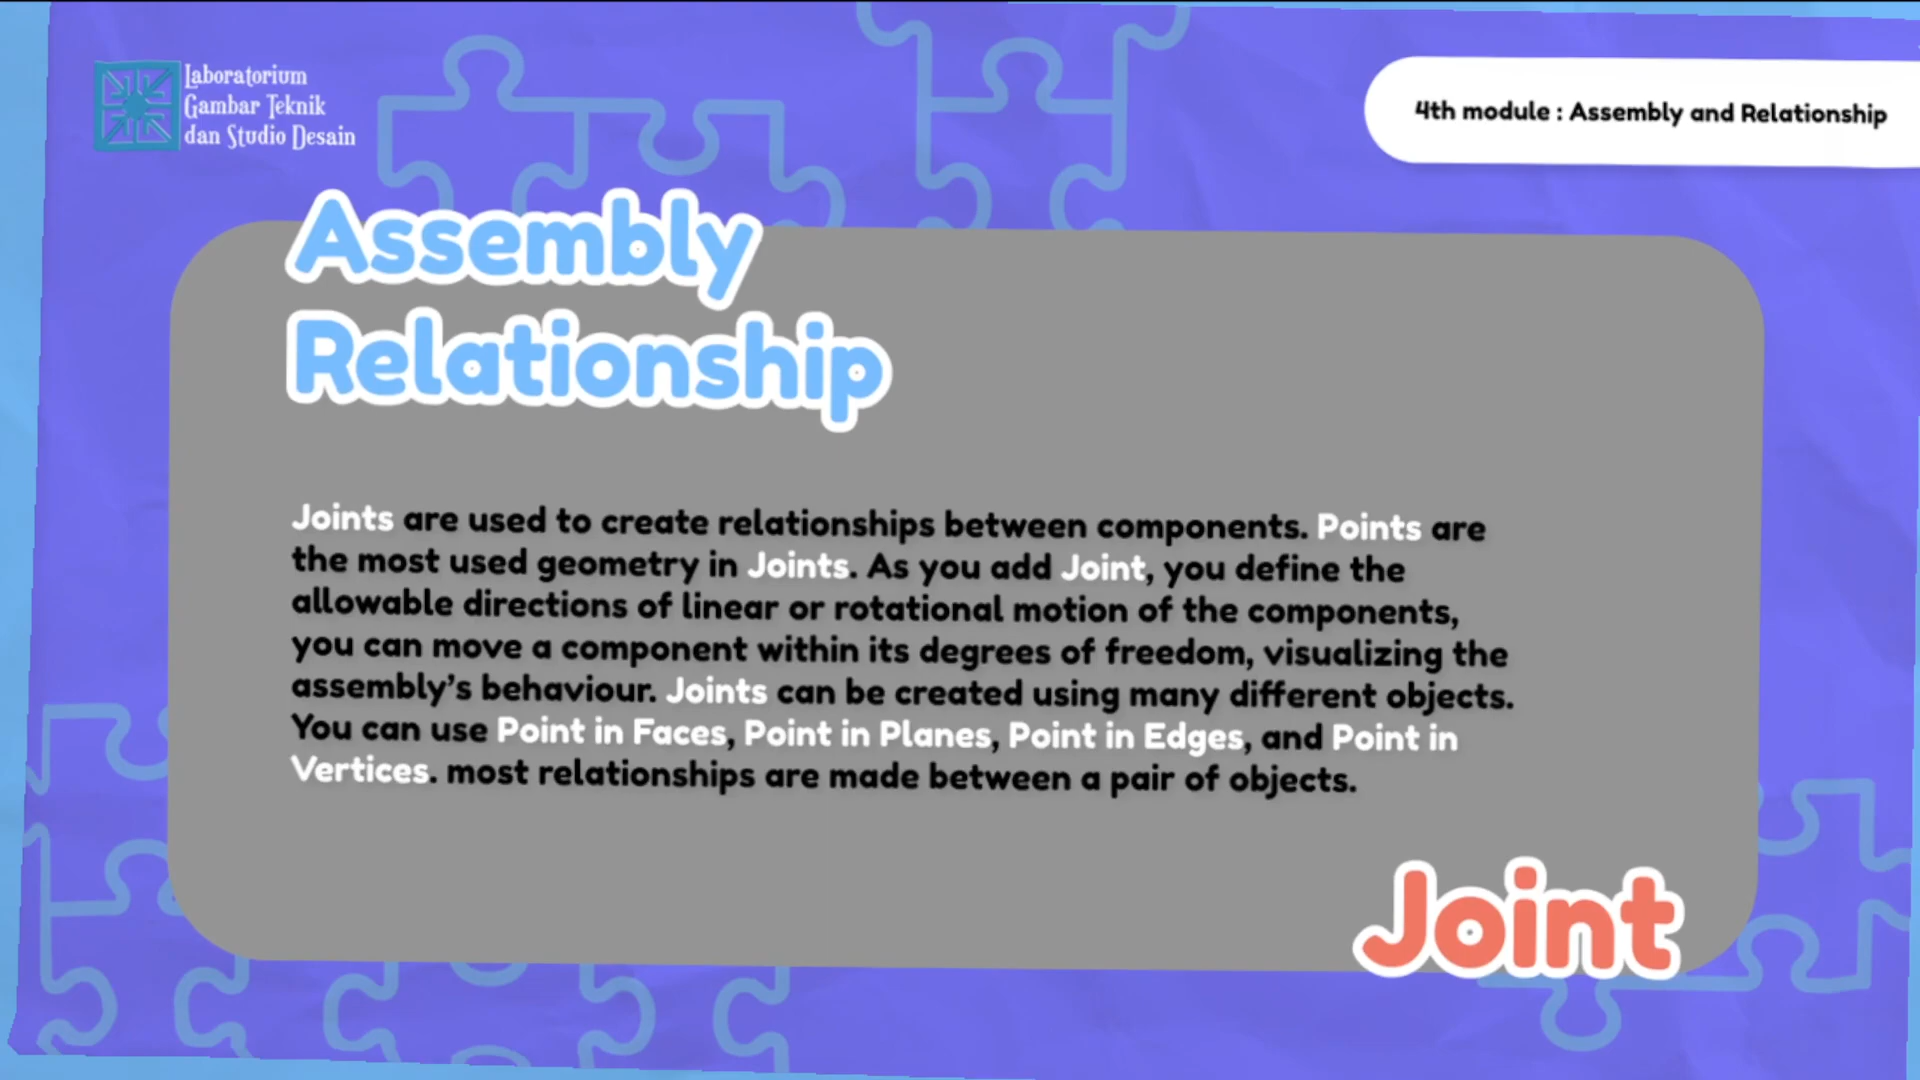 Laboratorium
Gambar Teknik
dan Studio Desain
4th module : Assembly and Relationship
Assembly
Relationship
Joints are used to create relationships between components. Points are
the most used geometry in Joints. As you add Joint, you define the
allowable directions of linear or rotational motion of the components,
you can move a component within its degrees of freedom, visualizing the
assembly's behaviour. Joints can be created using many different objects.
You can use Point in Faces, Point in Planes, Point in Edges, and Point in
Vertices. most relationships are made between a pair of objects.
Joint